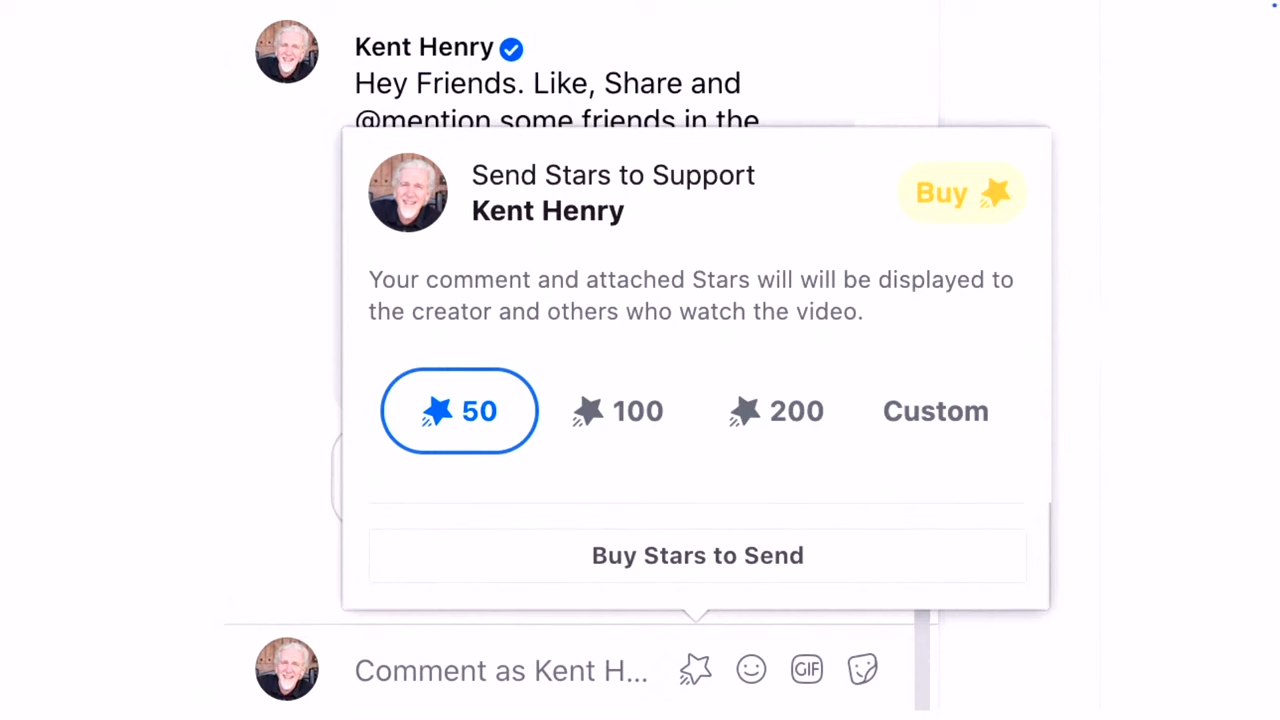 Kent Henry
Hey Friends. Like, Share and
@mention some friends in the
Send Stars to Support
Kent Henry
Buy
Your comment and attached Stars will will be displayed to
the creator and others who watch the video.
50 100 200 Custom
Buy Stars to Send
Comment as Kent H... GIF